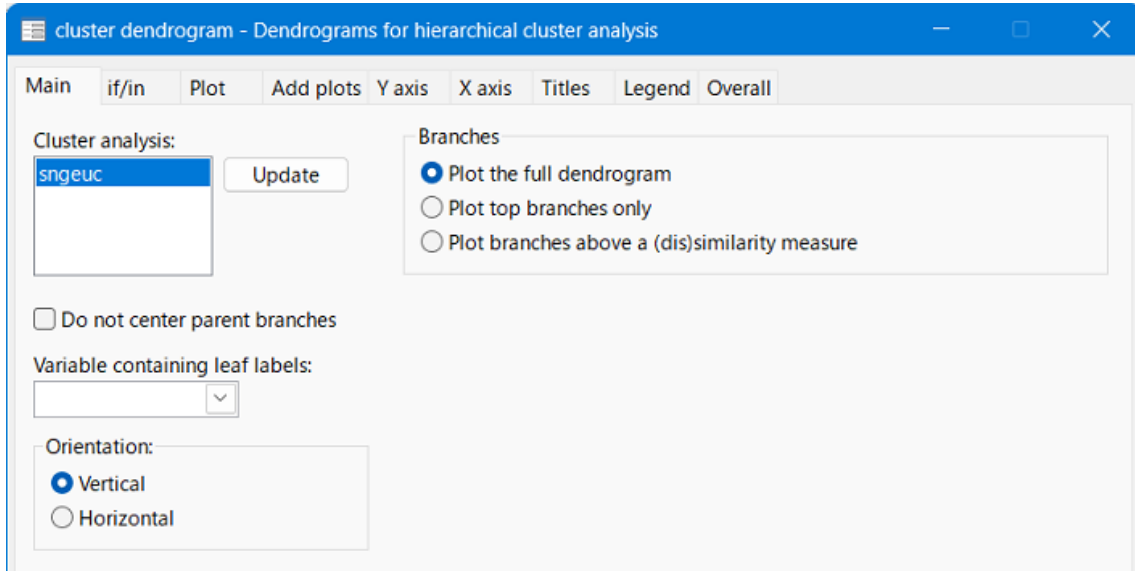 cluster dendrogram - Dendrograms for hierarchical cluster analysis
Main if/in Plot Add plots Y axis X axis Titles Legend Overall
Cluster analysis:
sngeuc
Update
Branches
Plot the full dendrogram
Plot top branches only
Plot branches above a (dis)similarity measure
Do not center parent branches
Variable containing leaf labels:
Orientation:
Vertical
Horizontal